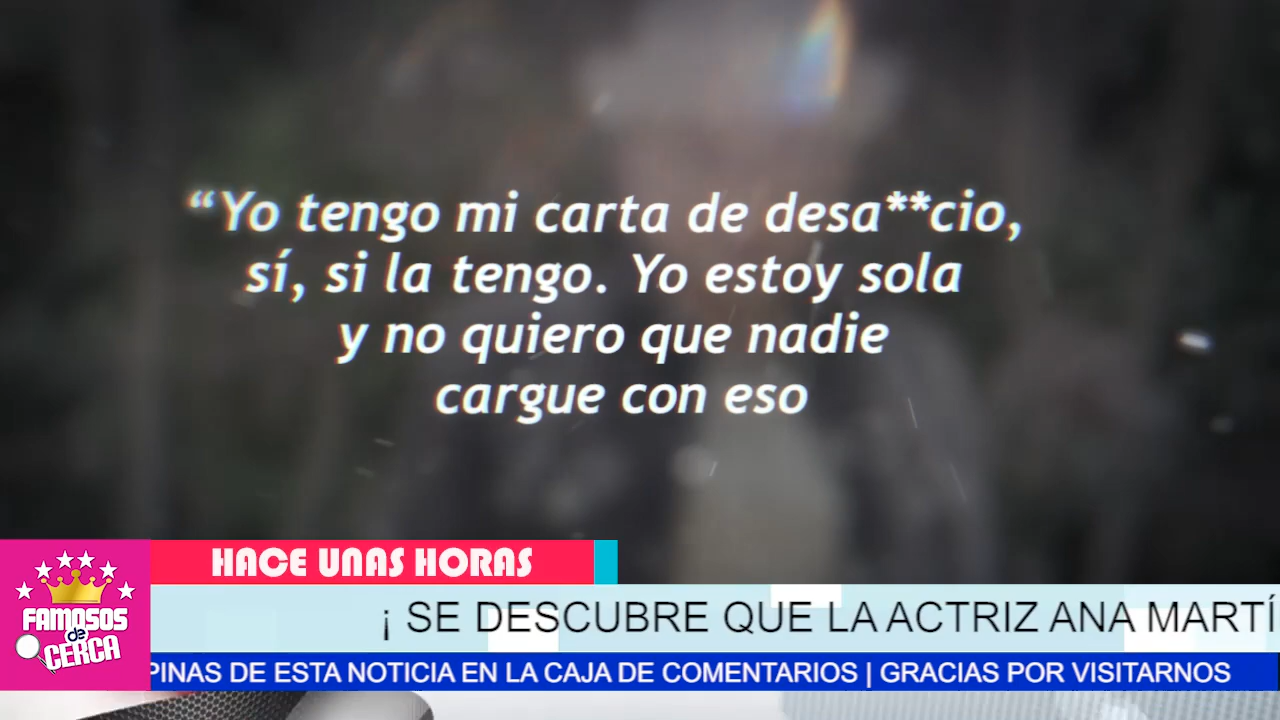 “Yo tengo mi carta de desa**cio,
sí, si la tengo. Yo estoy sola
y no quiero que nadie
cargue con eso
HACE UNAS HORAS
FAMOSOS
de
CERCA
¡ SE DESCUBRE QUE LA ACTRIZ ANA MARTÍ
PINAS DE ESTA NOTICIA EN LA CAJA DE COMENTARIOS | GRACIAS POR VISITARNOS